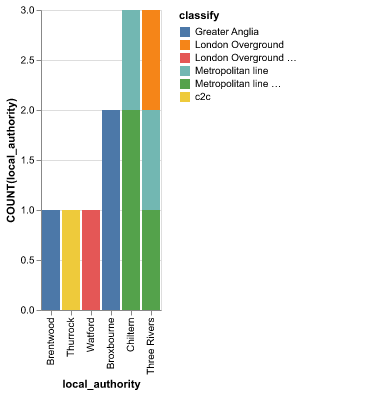 3.0
2.5
2.0
1.5
1.0
0.5
0.0
COUNT(local_authority)
Brentwood
Thurrock
Watford
Broxbourne
Chiltern
Three Rivers
local_authority
classify
Greater Anglia
London Overground
London Overground …
Metropolitan line
Metropolitan line …
c2c